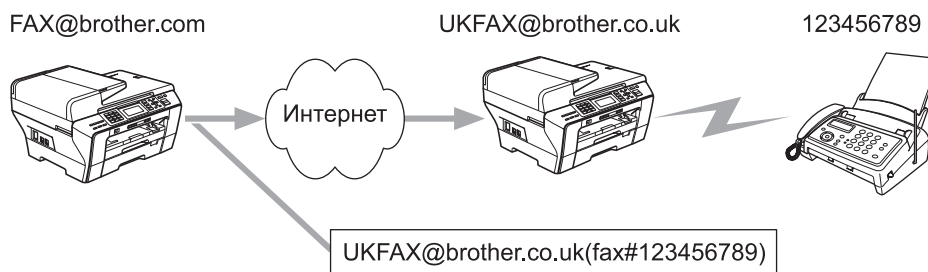 FAX@brother.com
UKFAX@brother.co.uk
123456789
Интернет
UKFAX@brother.co.uk(fax#123456789)